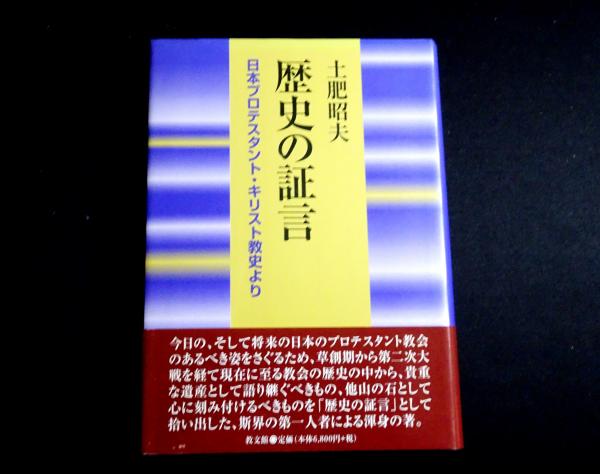 土肥昭夫
歴史の証言
日本プロテスタント・キリスト教史より
今日の、そして将来の日本のプロテスタント教会
のあるべき姿をさぐるため、草創期から第二次大
戦を経て現在に至る教会の歴史の中から、貴重
な遺産として語り継ぐべきもの、他山の石として
心に刻み付けるべきものを「歴史の証言」として
拾い出した、斯界の第一人者による渾身の著。
教文館●定価（本体6,800円+税）